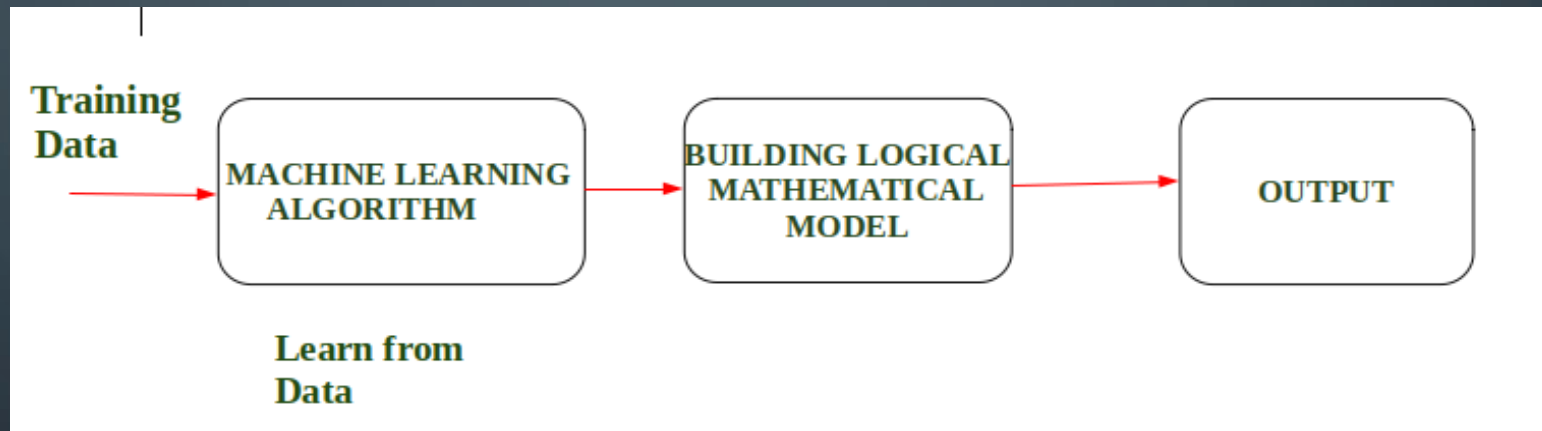 Training
Data
MACHINE LEARNING
ALGORITHM
BUILDING LOGICAL
MATHEMATICAL
MODEL
OUTPUT
Learn from
Data